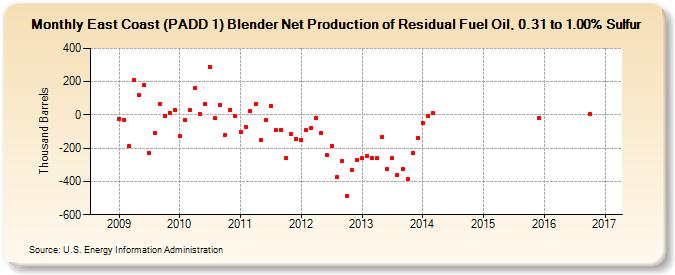 Monthly East Coast (PADD 1) Blender Net Production of Residual Fuel Oil, 0.31 to 1.00% Sulfur
Thousand Barrels
400
200
0
-200
-400
-600
2009 2010 2011 2012 2013 2014 2015 2016 2017
Source: U.S. Energy Information Administration